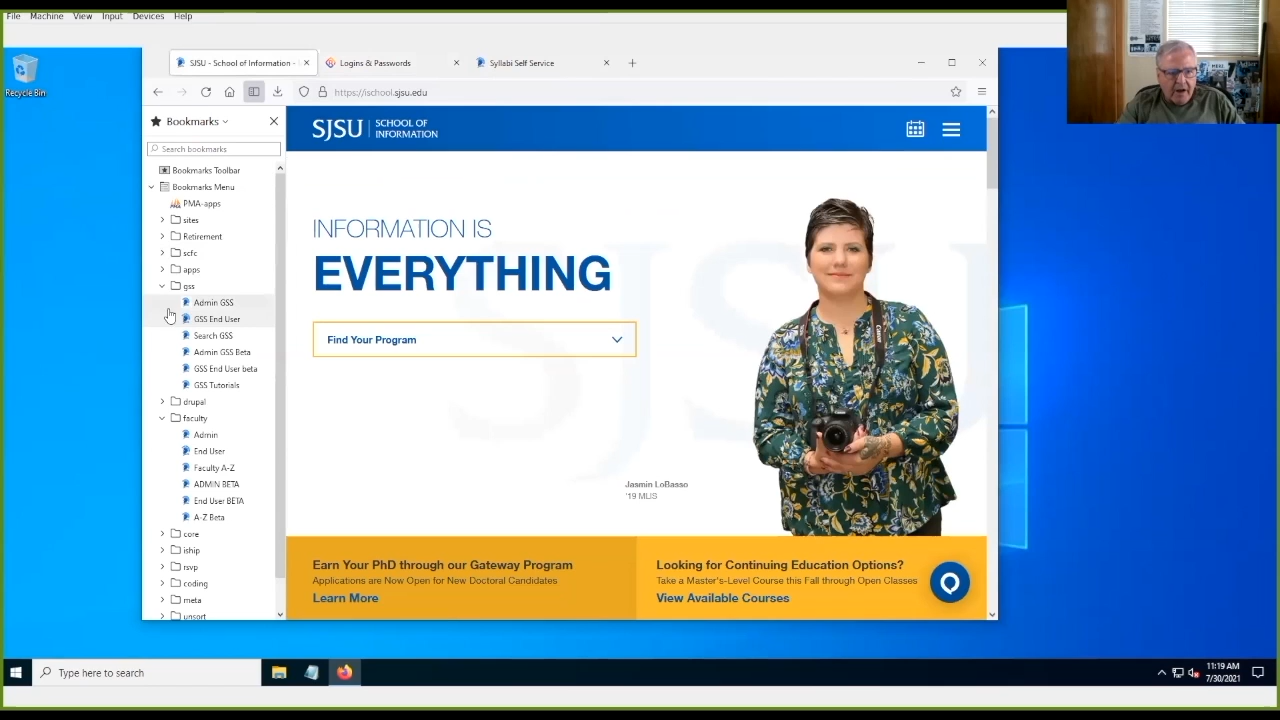 File Machine View Input Devices Help
Recycle Bin
SJSU - School of Information -
Logins & Passwords
Syllabi Self Service
https://ischool.sjsu.edu
Bookmarks
Search bookmarks
Bookmarks Toolbar
Bookmarks Menu
PMA-apps
sites
Retirement
scfc
apps
gss
Admin GSS
GSS End User
Search GSS
Admin GSS Beta
GSS End User beta
GSS Tutorials
drupal
faculty
Admin
End User
Faculty A-Z
ADMIN BETA
End User BETA
A-Z Beta
core
iship
rsvp
coding
meta
unsort
SJSU
SCHOOL OF
INFORMATION
INFORMATION IS
EVERYTHING
Find Your Program
Jasmin LoBasso
'19 MLIS
Earn Your PhD through our Gateway Program
Applications are Now Open for New Doctoral Candidates
Learn More
Looking for Continuing Education Options?
Take a Master's-Level Course this Fall through Open Classes
View Available Courses
Type here to search
11:19 AM
7/30/2021